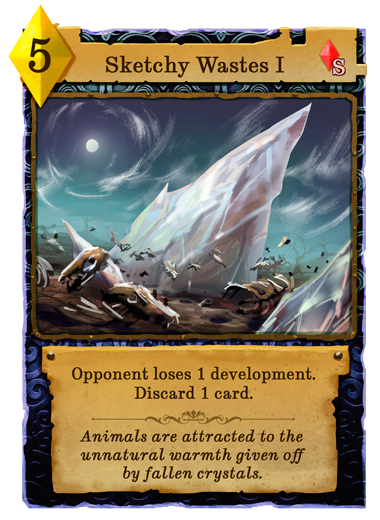 5
Sketchy Wastes I
S
Opponent loses 1 development.
Discard 1 card.
Animals are attracted to the
unnatural warmth given off
by fallen crystals.